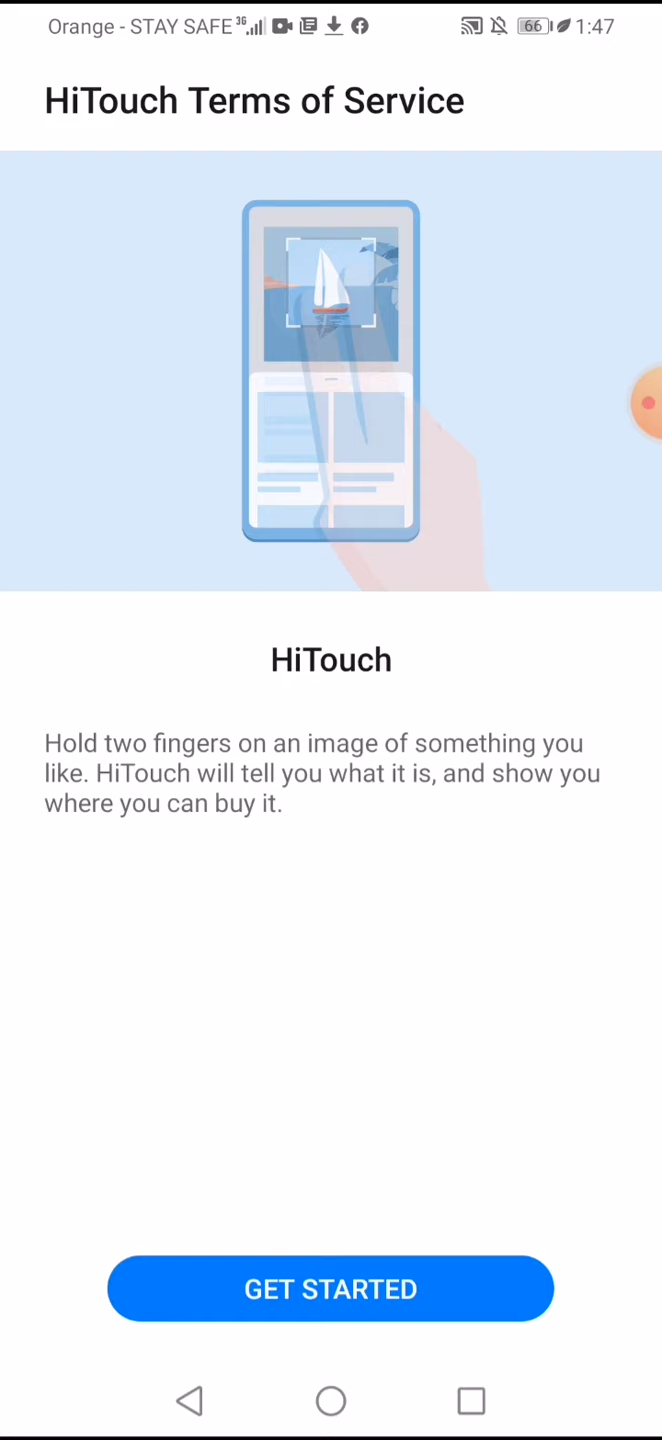 Orange - STAY SAFE 3G 66 1:47
HiTouch Terms of Service
HiTouch
Hold two fingers on an image of something you
like. HiTouch will tell you what it is, and show you
where you can buy it.
GET STARTED